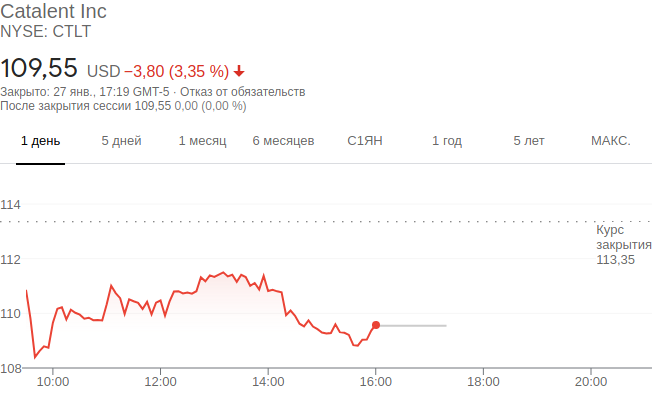 Catalent Inc
NYSE: CTLT
109,55 USD −3,80 (3,35 %)
Закрыто: 27 янв., 17:19 GMT-5 · Отказ от обязательств
После закрытия сессии 109,55 0,00 (0,00 %)
1 день 5 дней 1 месяц 6 месяцев С1ЯН 1 год 5 лет МАКС.
114
Курс
закрытия
113,35
112
110
108
10:00 12:00 14:00 16:00 18:00 20:00